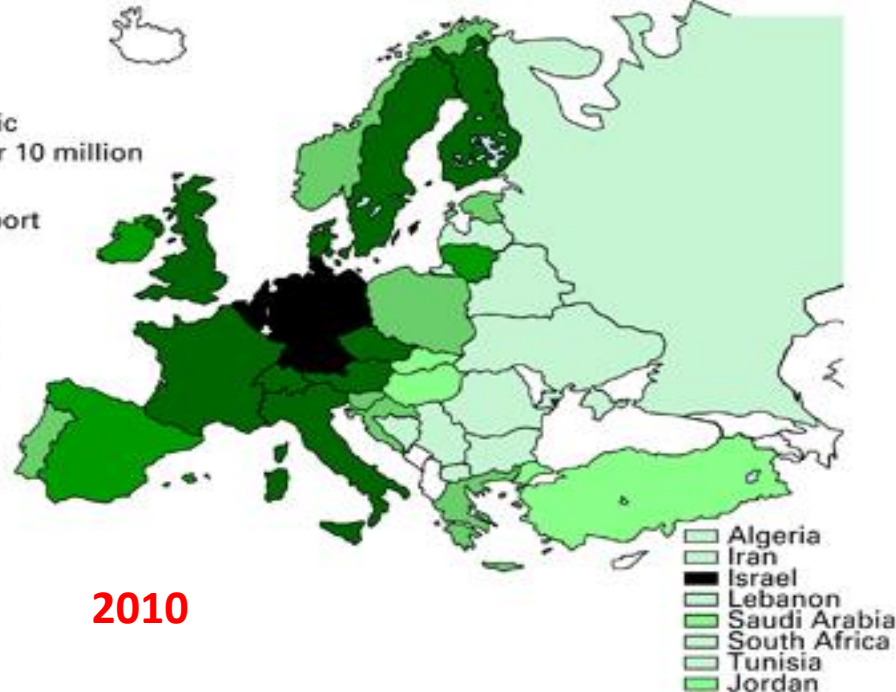 ic
r 10 million
ort
2010
Algeria
Iran
Israel
Lebanon
Saudi Arabia
South Africa
Tunisia
Jordan